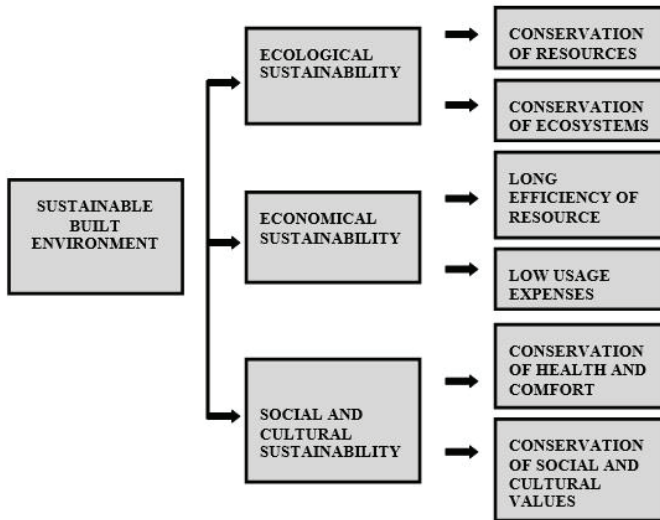 SUSTAINABLE
BUILT
ENVIRONMENT
ECOLOGICAL
SUSTAINABILITY
CONSERVATION
OF RESOURCES
CONSERVATION
OF ECOSYSTEMS
ECONOMICAL
SUSTAINABILITY
LONG
EFFICIENCY OF
RESOURCE
LOW USAGE
EXPENSES
SOCIAL AND
CULTURAL
SUSTAINABILITY
CONSERVATION
OF HEALTH AND
COMFORT
CONSERVATION
OF SOCIAL AND
CULTURAL
VALUES